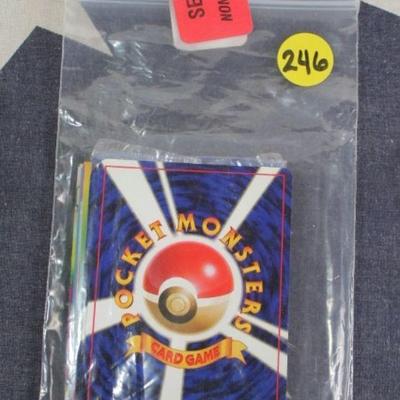 SE
NON
246
POCKET MONSTERS
CARD GAME